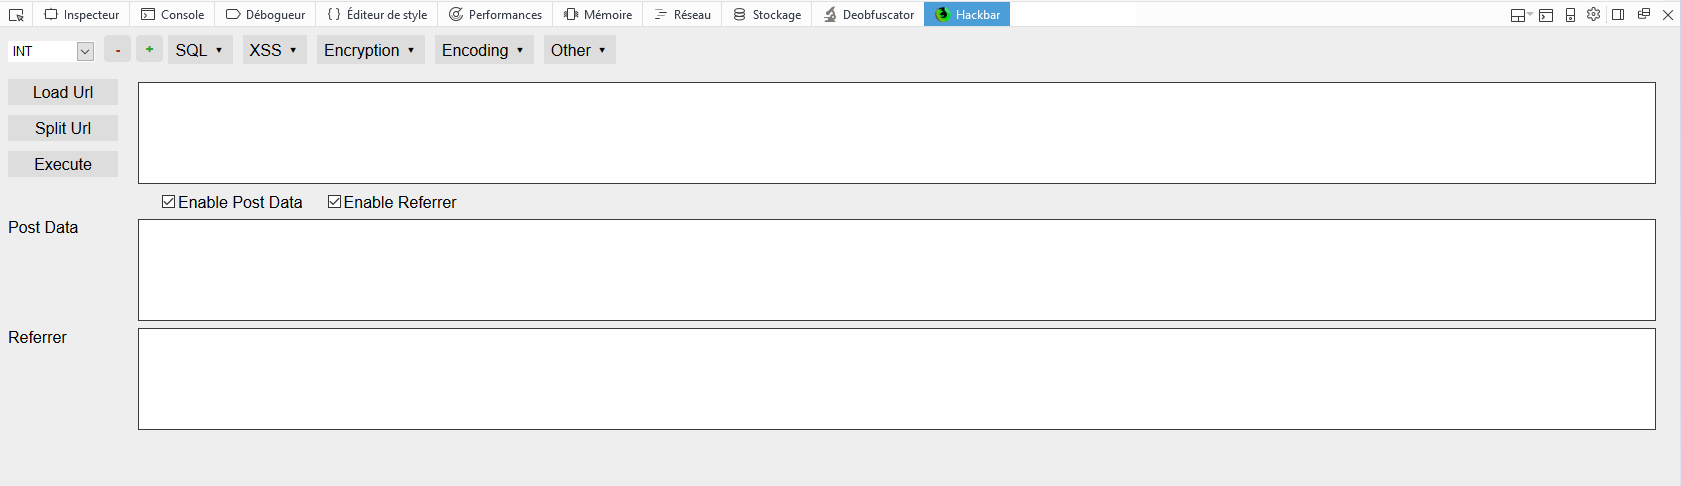 Inspecteur Console Débogueur { } Éditeur de style Performances Mémoire Réseau Stockage Deobfuscator Hackbar
INT - + SQL XSS Encryption Encoding Other
Load Url
Split Url
Execute
Enable Post Data Enable Referrer
Post Data
Referrer